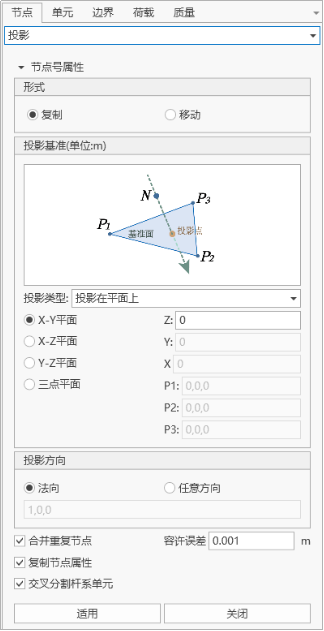 节点 单元 边界 荷载 质量
投影
节点号属性
形式
复制 移动
投影基准(单位:m)
N P3
P1 基准面 投影点
P2
投影类型: 投影在平面上
X-Y平面 Z: 0
X-Z平面 Y: 0
Y-Z平面 X 0
三点平面 P1: 0,0,0
P2: 0,0,0
P3: 0,0,0
投影方向
法向 任意方向
1,0,0
合并重复节点 容许误差 0.001 m
复制节点属性
交叉分割杆系单元
适用 关闭